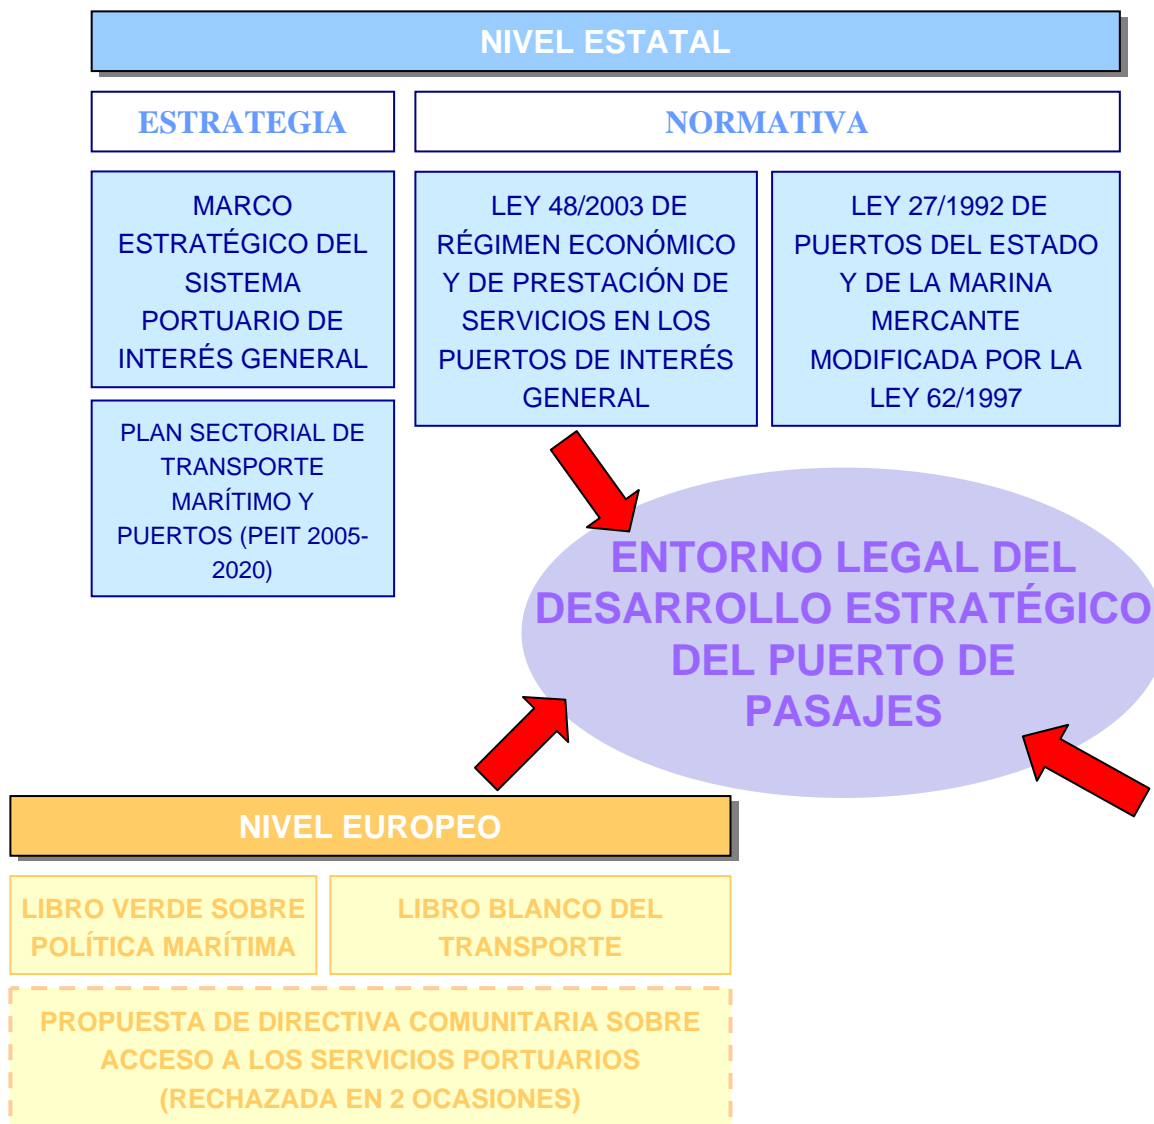 NIVEL ESTATAL
ESTRATEGIA
NORMATIVA
MARCO
ESTRATÉGICO DEL
SISTEMA
PORTUARIO DE
INTERÉS GENERAL
LEY 48/2003 DE
RÉGIMEN ECONÓMICO
Y DE PRESTACIÓN DE
SERVICIOS EN LOS
PUERTOS DE INTERÉS
GENERAL
LEY 27/1992 DE
PUERTOS DEL ESTADO
Y DE LA MARINA
MERCANTE
MODIFICADA POR LA
LEY 62/1997
PLAN SECTORIAL DE
TRANSPORTE
MARÍTIMO Y
PUERTOS (PEIT 2005-
2020)
ENTORNO LEGAL DEL
DESARROLLO ESTRATÉGICO
DEL PUERTO DE
PASAJES
NIVEL EUROPEO
LIBRO VERDE SOBRE
POLÍTICA MARÍTIMA
LIBRO BLANCO DEL
TRANSPORTE
PROPUESTA DE DIRECTIVA COMUNITARIA SOBRE
ACCESO A LOS SERVICIOS PORTUARIOS
(RECHAZADA EN 2 OCASIONES)